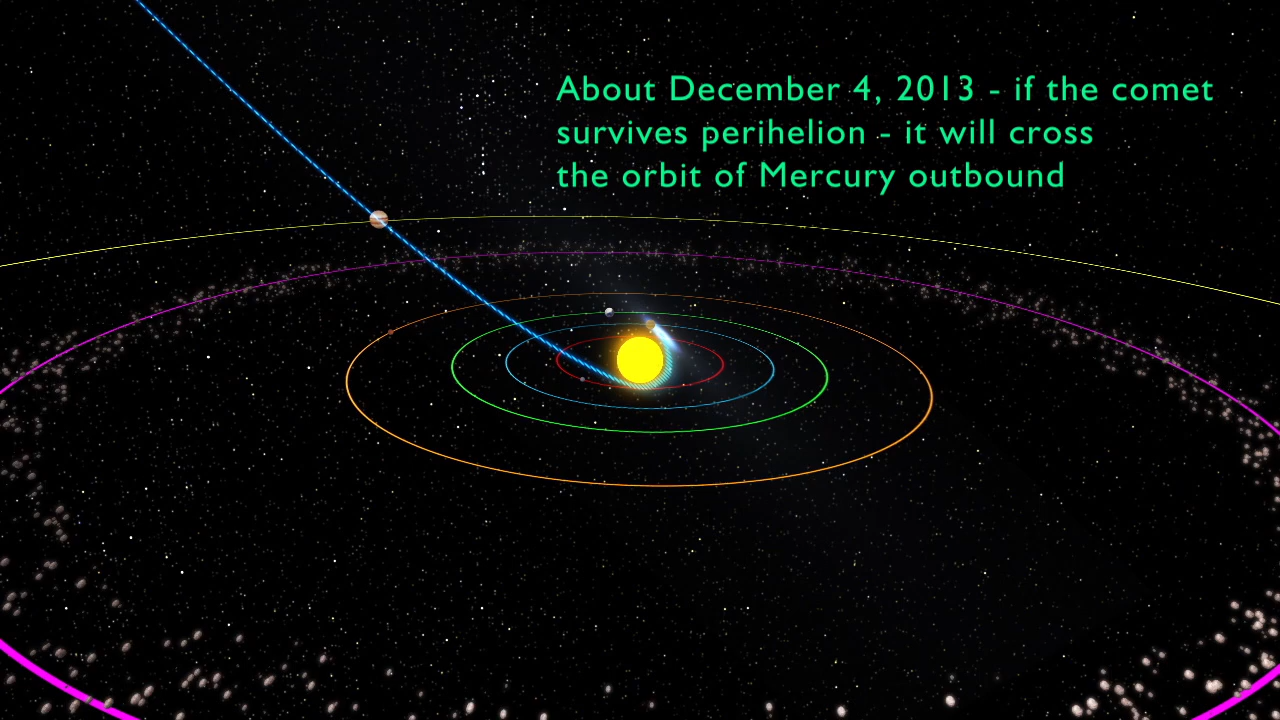 About December 4, 2013 - if the comet
survives perihelion - it will cross
the orbit of Mercury outbound